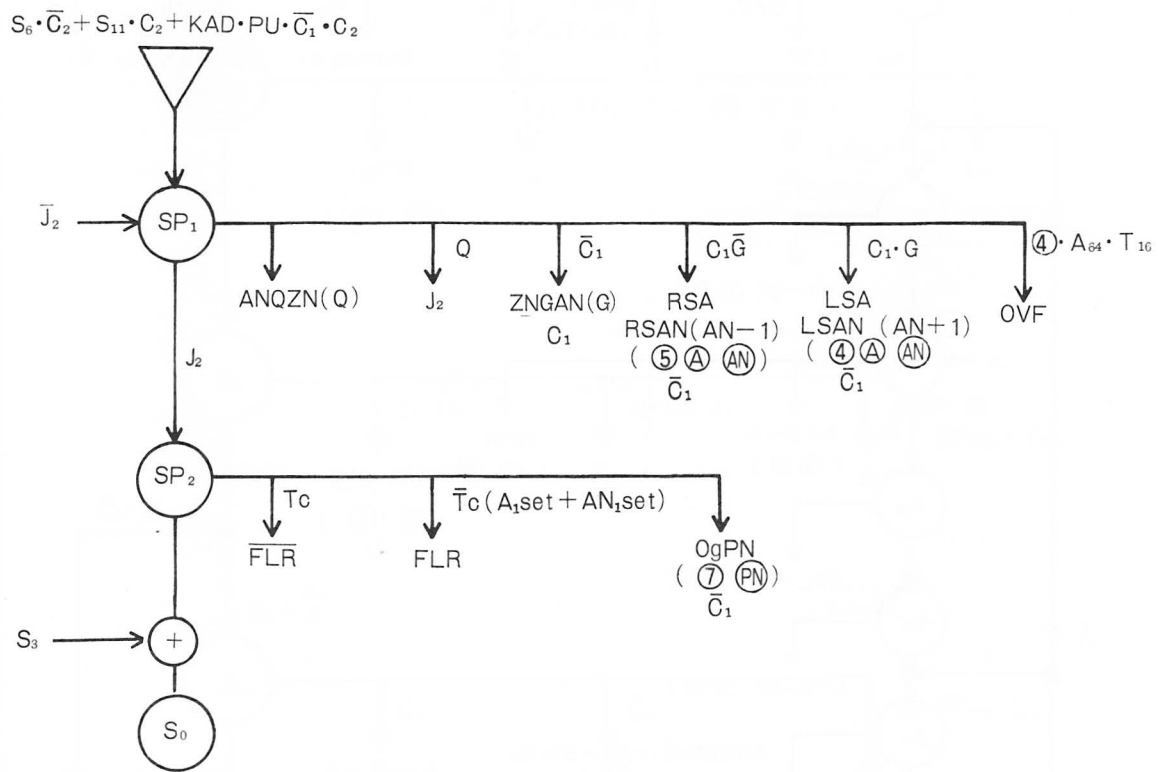 S₆·C̄₂+S₁₁·C₂+KAD·PU·C̄₁·C₂
J̄₂
SP₁
Q
C̄₁
C₁Ḡ
C₁·G
④·A₆₄·T₁₆
ANQZN(Q)
J₂
ZNGAN(G)
C₁
RSA
RSAN(AN−1)
( ⑤ Ⓐ (AN) )
C̄₁
LSA
LSAN (AN+1)
( ④ Ⓐ (AN)
C̄₁
OVF
J₂
SP₂
Tc
T̄c(A₁set+AN₁set)
F̅L̅R̅
FLR
OgPN
( ⑦ (PN) )
C̄₁
S₃
+
S₀